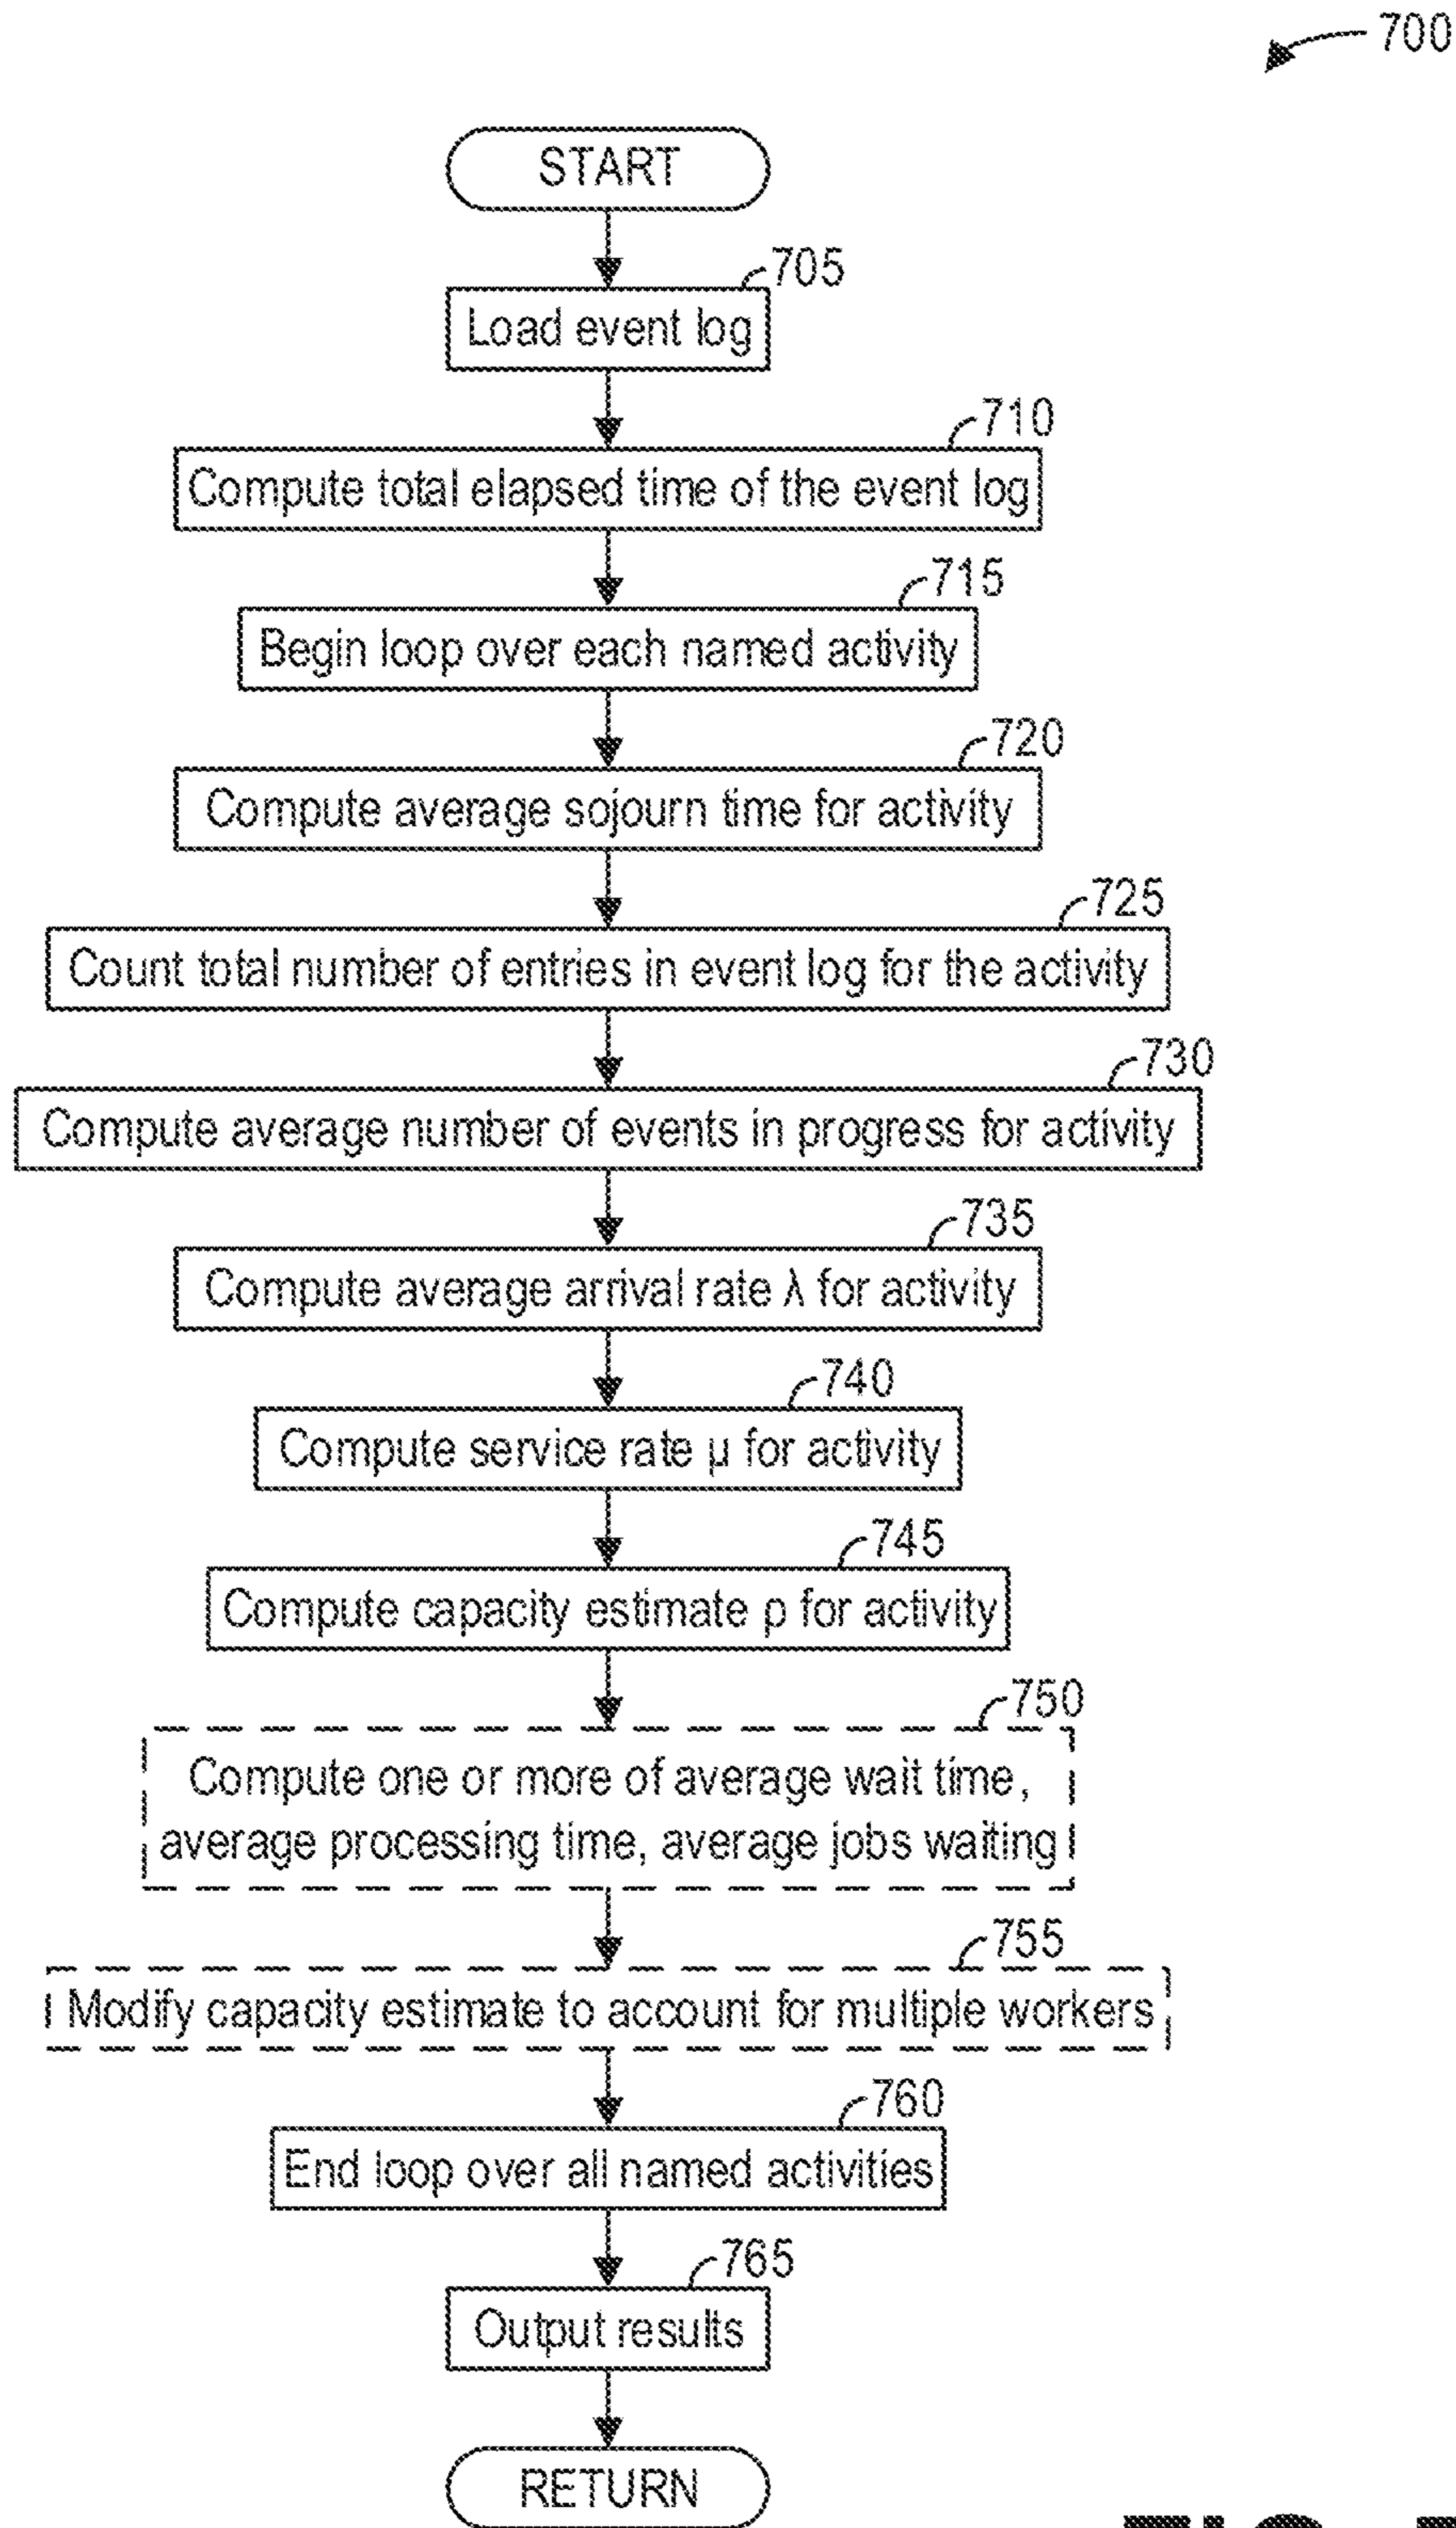 700
START
705
Load event log
710
Compute total elapsed time of the event log
715
Begin loop over each named activity
720
Compute average sojourn time for activity
725
Count total number of entries in event log for the activity
730
Compute average number of events in progress for activity
735
Compute average arrival rate λ for activity
740
Compute service rate µ for activity
745
Compute capacity estimate ρ for activity
750
Compute one or more of average wait time,
average processing time, average jobs waiting
755
Modify capacity estimate to account for multiple workers
760
End loop over all named activities
765
Output results
RETURN